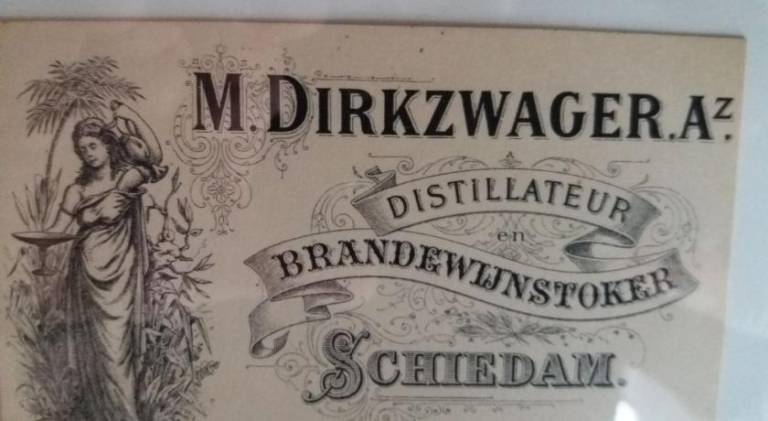 M. DIRKZWAGER. Az.
DISTILLATEUR
en
BRANDEWIJNSTOKER
SCHIEDAM.